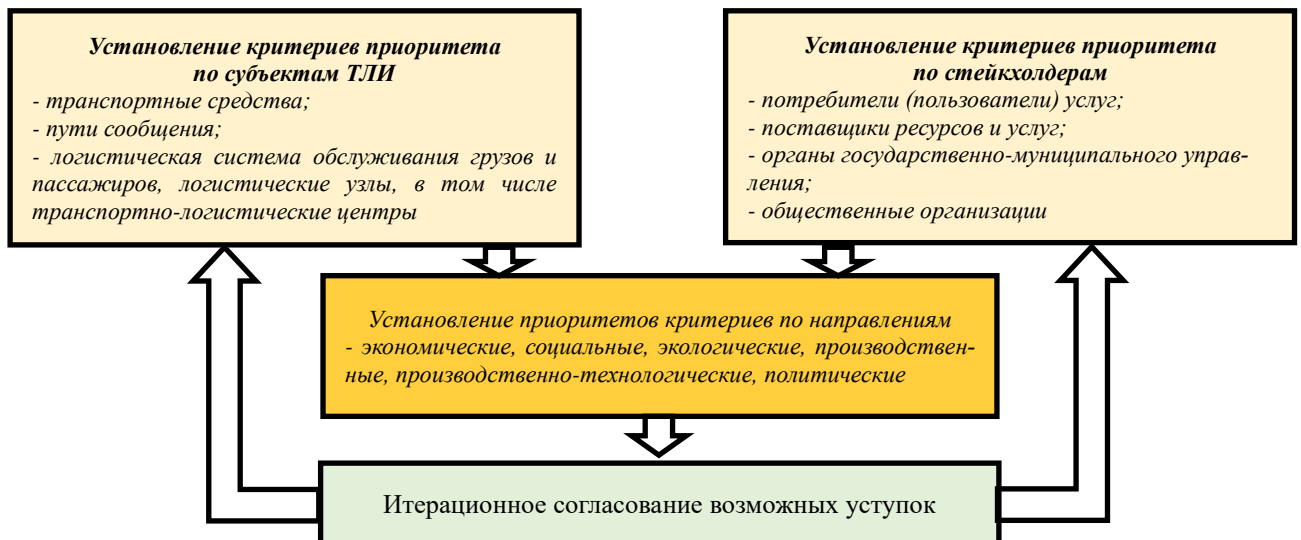 Установление критериев приоритета
по субъектам ТЛИ
- транспортные средства;
- пути сообщения;
- логистическая система обслуживания грузов и
пассажиров, логистические узлы, в том числе
транспортно-логистические центры
Установление критериев приоритета
по стейкхолдерам
- потребители (пользователи) услуг;
- поставщики ресурсов и услуг;
- органы государственно-муниципального управ-
ления;
- общественные организации
Установление приоритетов критериев по направлениям
- экономические, социальные, экологические, производствен-
ные, производственно-технологические, политические
Итерационное согласование возможных уступок